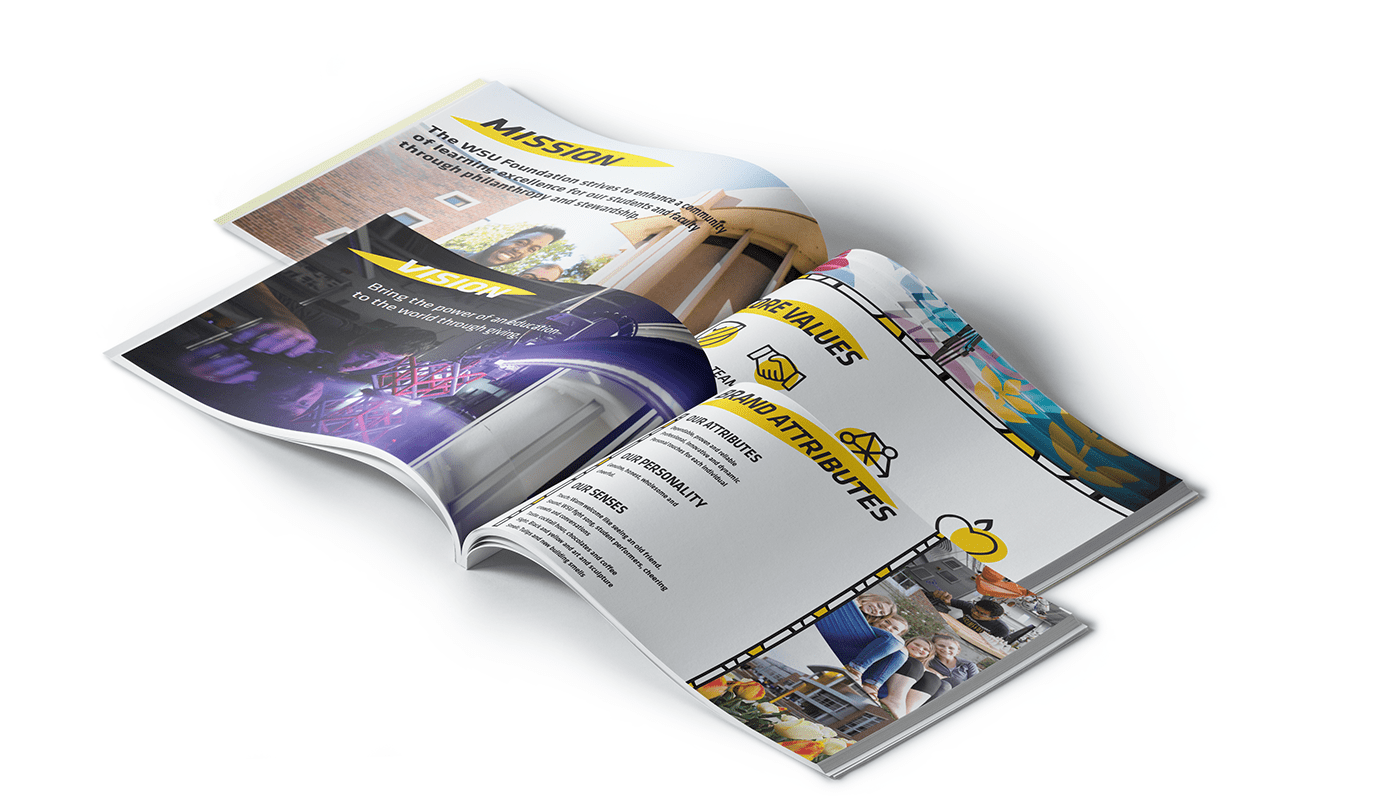 MISSION
The WSU Foundation strives to enhance a community
of learning excellence for our students and faculty
through philanthropy and stewardship.
VISION
Bring the power of an education
to the world through giving.
ORE VALUES
TEAM
BRAND ATTRIBUTES
OUR ATTRIBUTES
Dependable, proven and reliable
Professional, innovative and dynamic
Personal touches for each individual
OUR PERSONALITY
Genuine, honest, wholesome and
cheerful.
OUR SENSES
Touch: Warm welcome like seeing an old friend.
Sound: WSU fight song, student performers, cheering
crowds and conversations
Taste: cocktail hour, chocolates and coffee
Sight: Black and yellow and art and sculpture
Smell: Tulips and new building smells